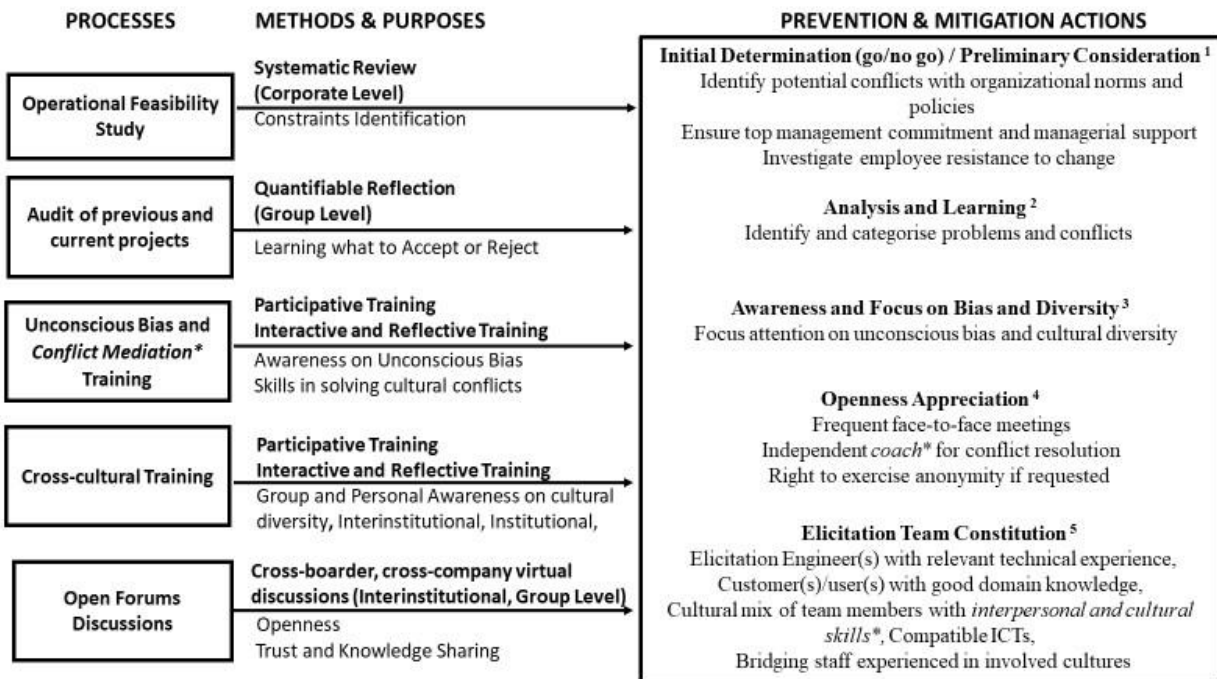 PROCESSES
METHODS & PURPOSES
PREVENTION & MITIGATION ACTIONS
Operational Feasibility
Study
Systematic Review
(Corporate Level)
Constraints Identification
Initial Determination (go/no go) / Preliminary Consideration 1
Identify potential conflicts with organizational norms and
policies
Ensure top management commitment and managerial support
Investigate employee resistance to change
Audit of previous and
current projects
Quantifiable Reflection
(Group Level)
Learning what to Accept or Reject
Analysis and Learning 2
Identify and categorise problems and conflicts
Unconscious Bias and
Conflict Mediation*
Training
Participative Training
Interactive and Reflective Training
Awareness on Unconscious Bias
Skills in solving cultural conflicts
Awareness and Focus on Bias and Diversity 3
Focus attention on unconscious bias and cultural diversity
Cross-cultural Training
Participative Training
Interactive and Reflective Training
Group and Personal Awareness on cultural
diversity, Interinstitutional, Institutional,
Openness Appreciation 4
Frequent face-to-face meetings
Independent coach* for conflict resolution
Right to exercise anonymity if requested
Open Forums
Discussions
Cross-boarder, cross-company virtual
discussions (Interinstitutional, Group Level)
Openness
Trust and Knowledge Sharing
Elicitation Team Constitution 5
Elicitation Engineer(s) with relevant technical experience,
Customer(s)/user(s) with good domain knowledge,
Cultural mix of team members with interpersonal and cultural
skills*, Compatible ICTs,
Bridging staff experienced in involved cultures